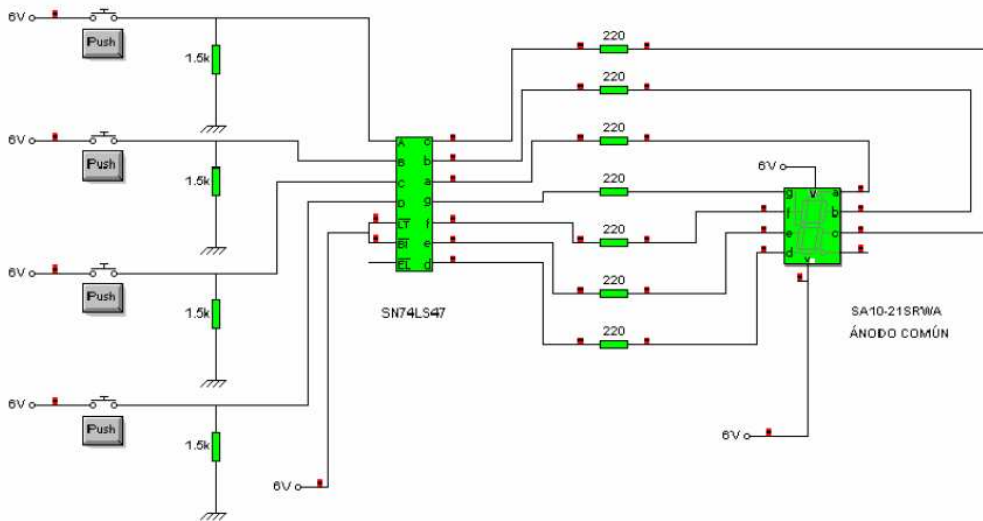 6V
Push
1.5k
6V
Push
1.5k
6V
Push
1.5k
6V
Push
1.5k
6V
A c
B b
C a
D g
LT f
BI e
EL d
SN74LS47
220
220
220
220
220
220
220
6V
g V a
f b
e c
d v
SA10-21SRWA
ÁNODO COMÚN
6V